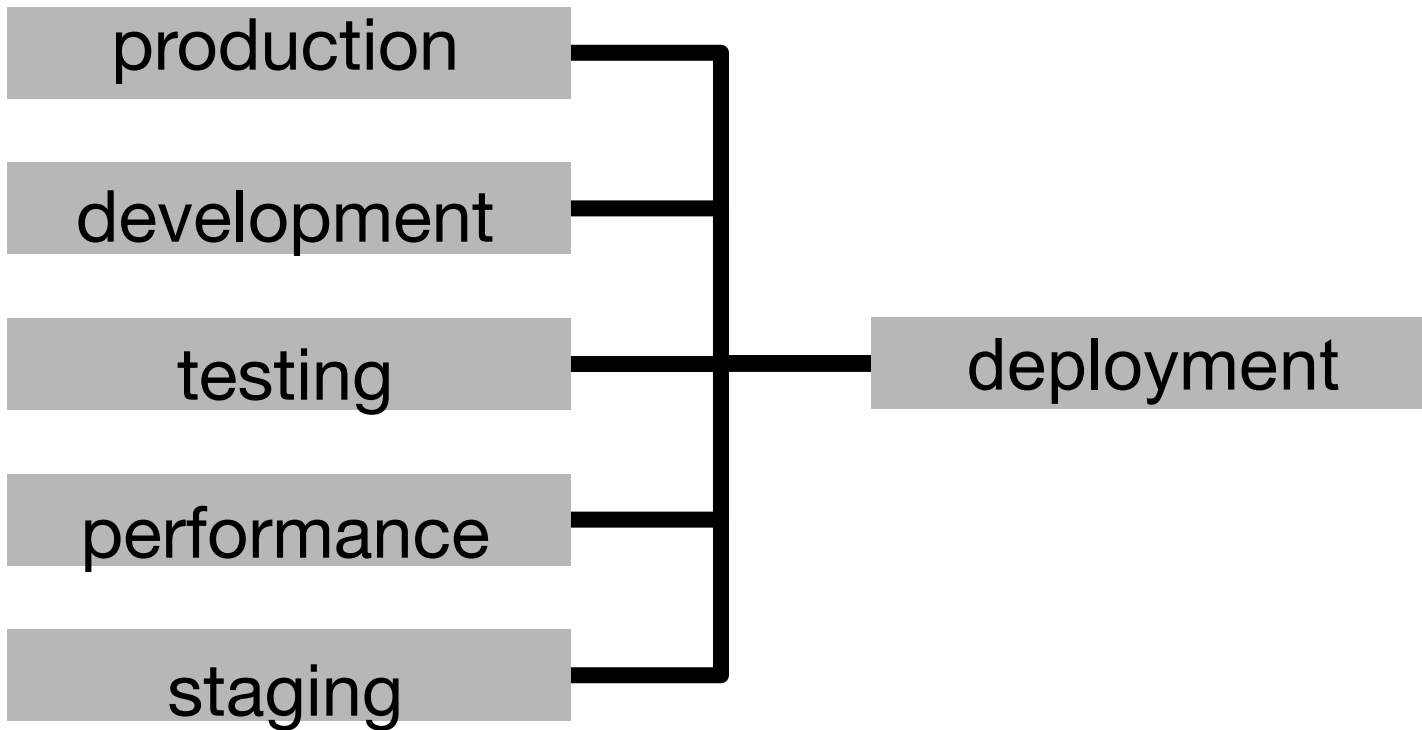 production
development
testing
deployment
performance
staging